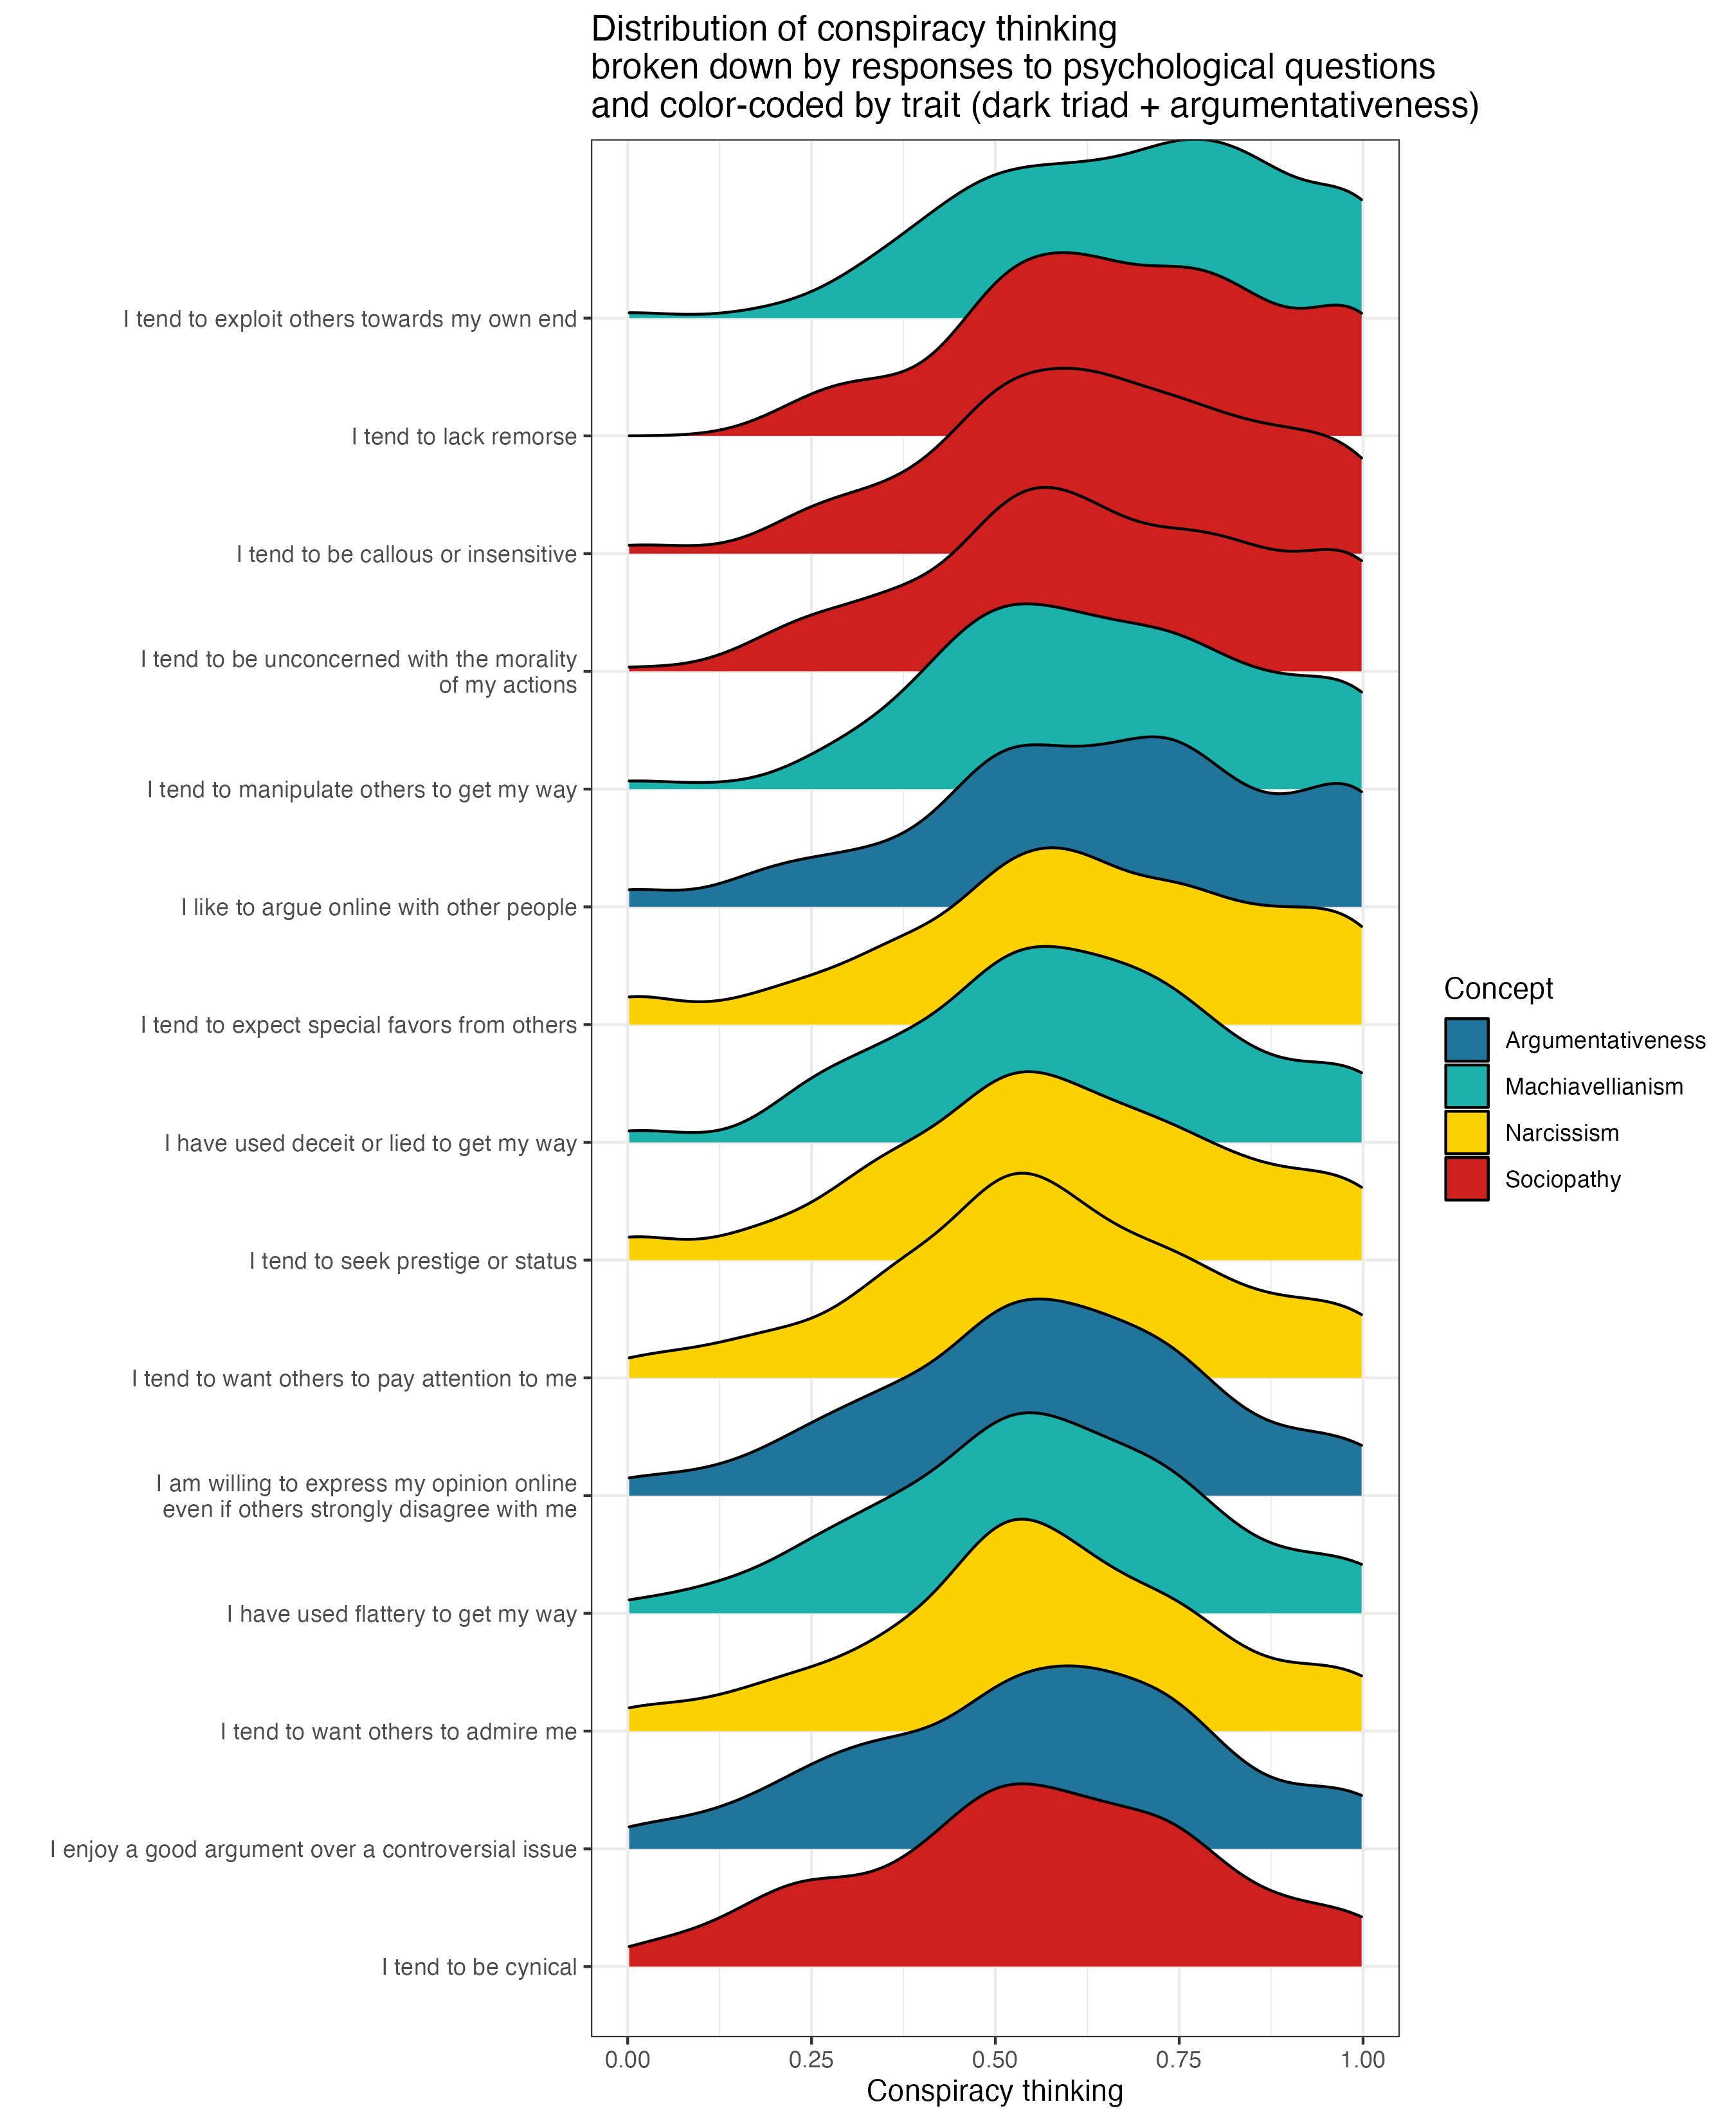 Distribution of conspiracy thinking
broken down by responses to psychological questions
and color-coded by trait (dark triad + argumentativeness)
I tend to exploit others towards my own end
I tend to lack remorse
I tend to be callous or insensitive
I tend to be unconcerned with the morality
of my actions
I tend to manipulate others to get my way
I like to argue online with other people
I tend to expect special favors from others
I have used deceit or lied to get my way
I tend to seek prestige or status
I tend to want others to pay attention to me
I am willing to express my opinion online
even if others strongly disagree with me
I have used flattery to get my way
I tend to want others to admire me
I enjoy a good argument over a controversial issue
I tend to be cynical
0.00 0.25 0.50 0.75 1.00
Conspiracy thinking
Concept
Argumentativeness
Machiavellianism
Narcissism
Sociopathy